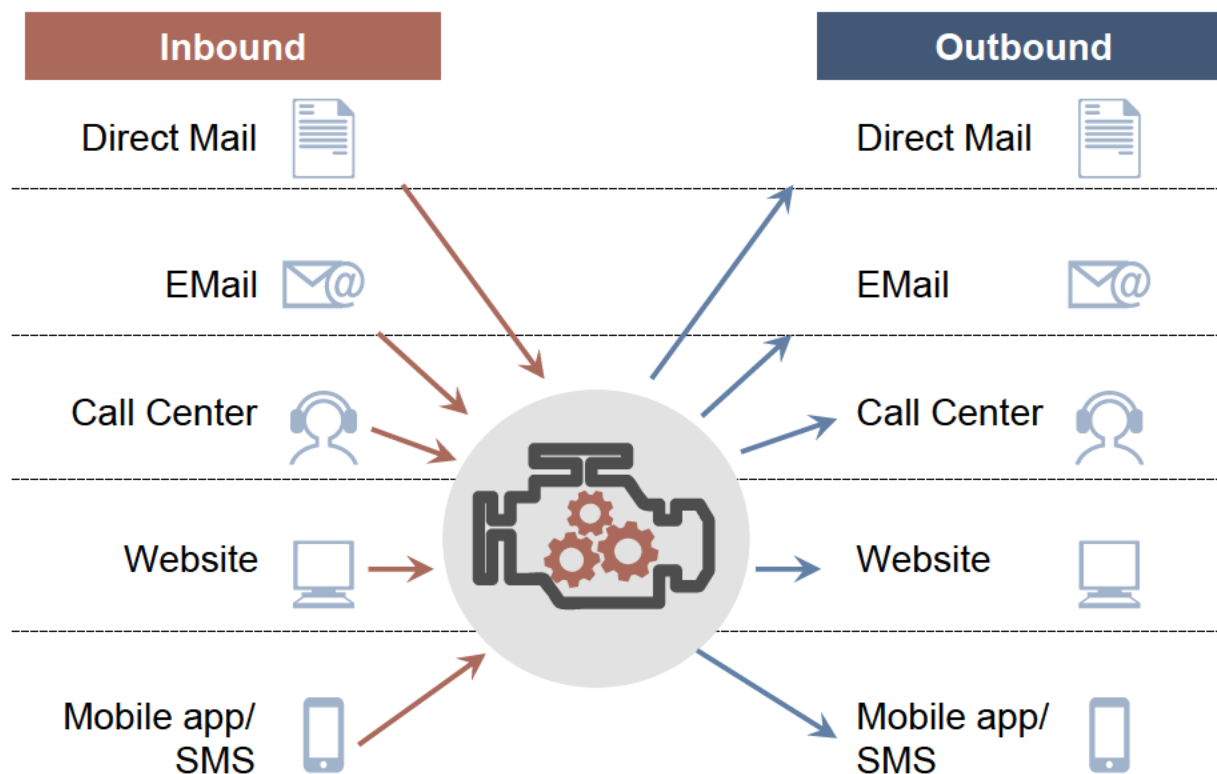 Inbound
Outbound
Direct Mail
Direct Mail
EMail
EMail
Call Center
Call Center
Website
Website
Mobile app/
SMS
Mobile app/
SMS